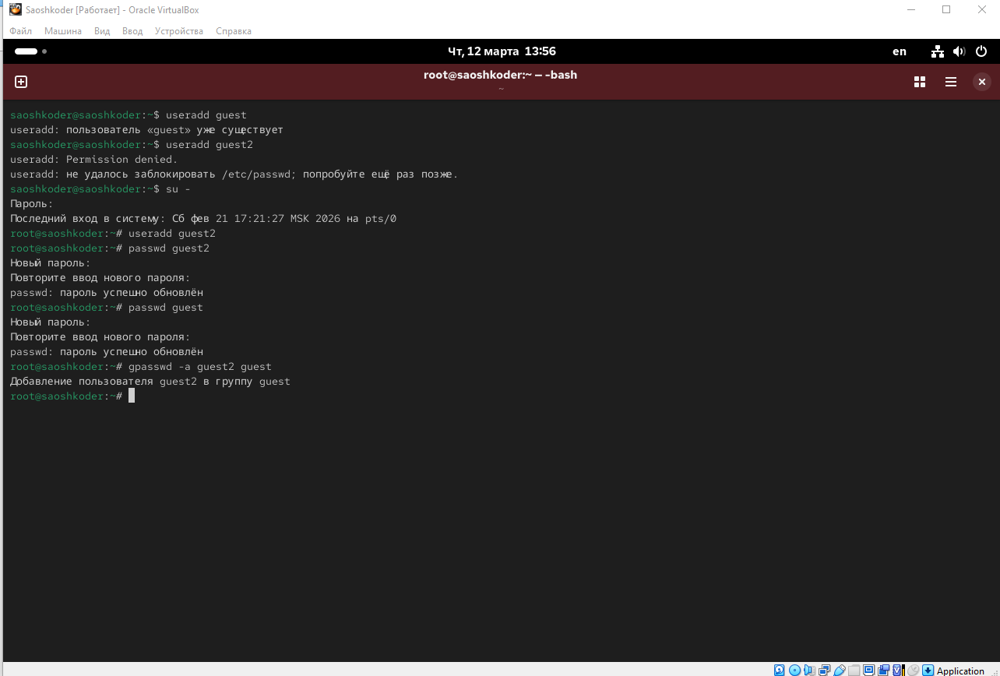 Saoshkoder [Работает] - Oracle VirtualBox
Файл Машина Вид Ввод Устройства Справка
Чт, 12 марта 13:56
en
root@saoshkoder:~ — -bash
~
saoshkoder@saoshkoder:~$ useradd guest
useradd: пользователь «guest» уже существует
saoshkoder@saoshkoder:~$ useradd guest2
useradd: Permission denied.
useradd: не удалось заблокировать /etc/passwd; попробуйте ещё раз позже.
saoshkoder@saoshkoder:~$ su -
Пароль:
Последний вход в систему: Сб фев 21 17:21:27 MSK 2026 на pts/0
root@saoshkoder:~# useradd guest2
root@saoshkoder:~# passwd guest2
Новый пароль:
Повторите ввод нового пароля:
passwd: пароль успешно обновлён
root@saoshkoder:~# passwd guest
Новый пароль:
Повторите ввод нового пароля:
passwd: пароль успешно обновлён
root@saoshkoder:~# gpasswd -a guest2 guest
Добавление пользователя guest2 в группу guest
root@saoshkoder:~#
Application